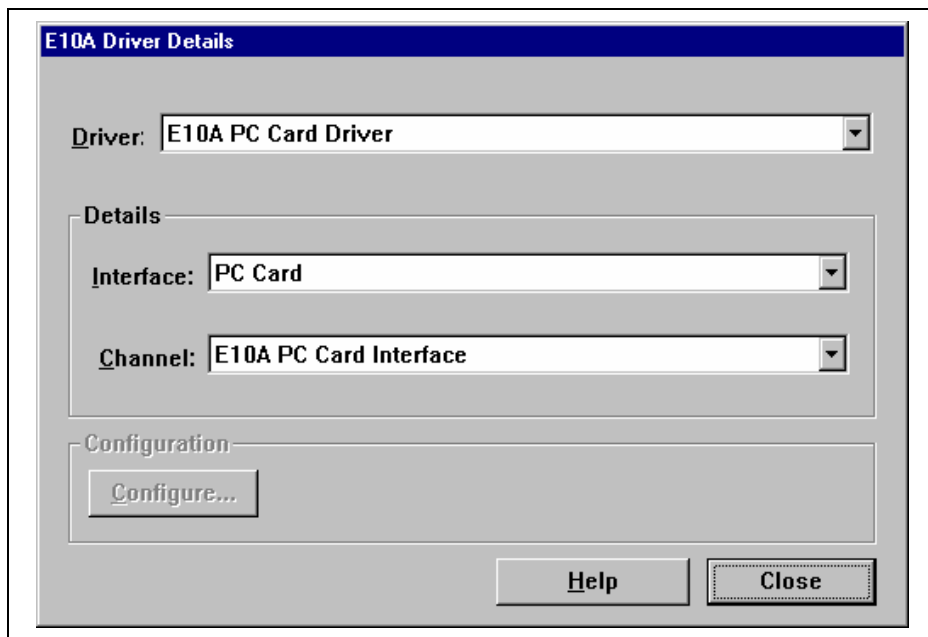 E10A Driver Details
Driver: E10A PC Card Driver
Details
Interface: PC Card
Channel: E10A PC Card Interface
Configuration
Configure...
Help Close